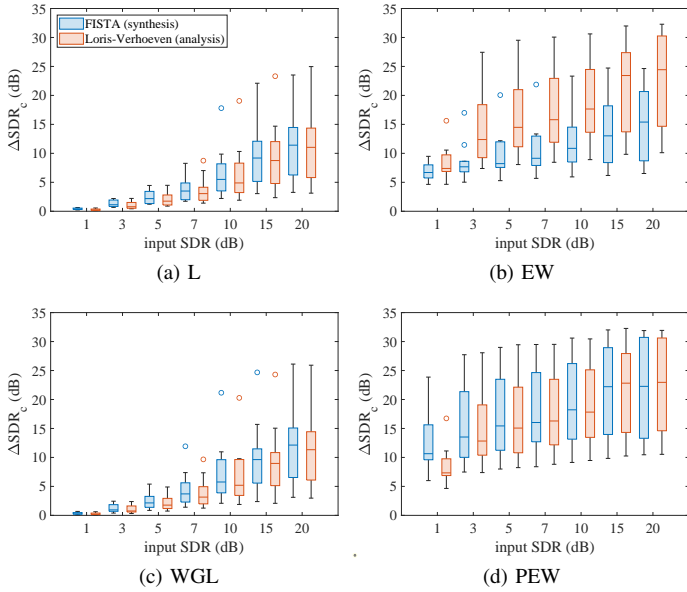 FISTA (synthesis)
Loris-Verhoeven (analysis)
ΔSDRc (dB)
35
30
25
20
15
10
5
0
1 3 5 7 10 15 20
input SDR (dB)
(a) L
ΔSDRc (dB)
35
30
25
20
15
10
5
0
1 3 5 7 10 15 20
input SDR (dB)
(b) EW
ΔSDRc (dB)
35
30
25
20
15
10
5
0
1 3 5 7 10 15 20
input SDR (dB)
(c) WGL
ΔSDRc (dB)
35
30
25
20
15
10
5
0
1 3 5 7 10 15 20
input SDR (dB)
(d) PEW